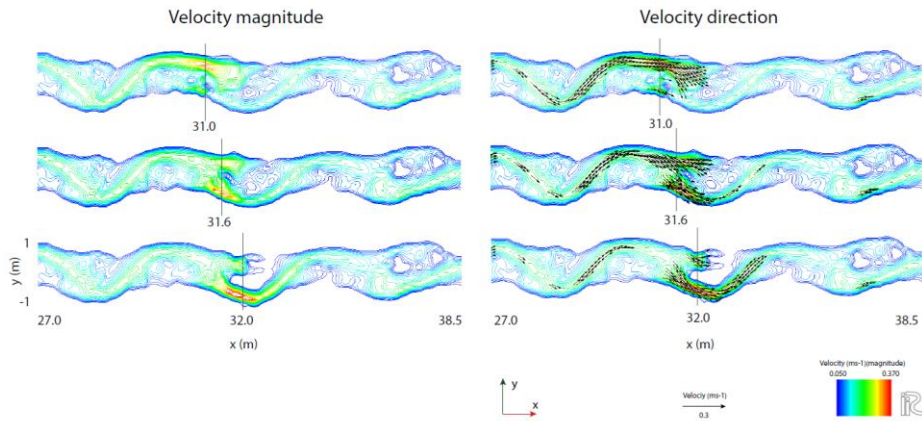 Velocity magnitude
Velocity direction
31.0
31.0
31.6
31.6
1
y (m)
-1
27.0
32.0
38.5
x (m)
27.0
32.0
38.5
x (m)
y
x
Velociy (ms-1)
0.3
Velocity (ms-1)(magnitude)
0.050
0.370
iRIC